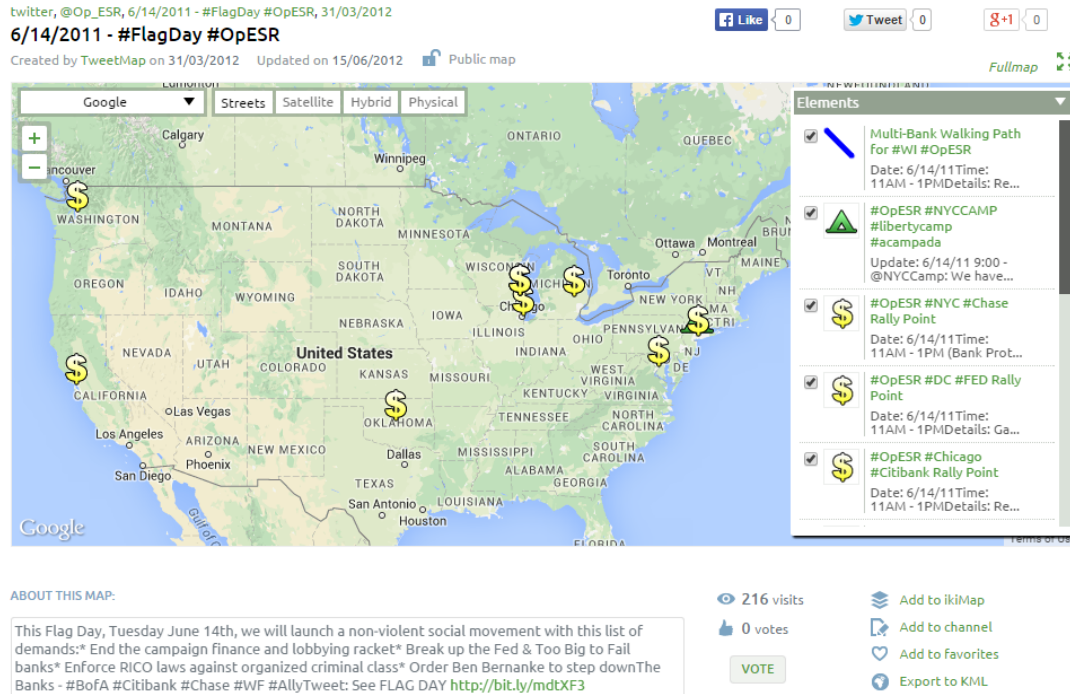 twitter, @Op_ESR, 6/14/2011 - #FlagDay #OpESR, 31/03/2012
6/14/2011 - #FlagDay #OpESR
Created by TweetMap on 31/03/2012 Updated on 15/06/2012 Public map
Like 0
Tweet 0
g+1 0
Fullmap
Google
Streets Satellite Hybrid Physical
+
−
Calgary
Winnipeg
ONTARIO
QUEBEC
WASHINGTON
MONTANA
NORTH
DAKOTA
MINNESOTA
Ottawa
Montreal
MAINE
OREGON
IDAHO
WYOMING
SOUTH
DAKOTA
Toronto
VT
NH
NEW YORK
MA
NEBRASKA
IOWA
ILLINOIS
INDIANA
OHIO
NJ
DE
NEVADA
UTAH
COLORADO
United States
KANSAS
MISSOURI
WEST
VIRGINIA
KENTUCKY
VIRGINIA
CALIFORNIA
Las Vegas
OKLAHOMA
TENNESSEE
NORTH
CAROLINA
Los Angeles
ARIZONA
NEW MEXICO
Phoenix
San Diego
Dallas
MISSISSIPPI
SOUTH
CAROLINA
ALABAMA
TEXAS
GEORGIA
San Antonio
LOUISIANA
Houston
Gulf of
Google
FLORIDA
Elements
Multi-Bank Walking Path
for #WI #OpESR
Date: 6/14/11Time:
11AM - 1PMDetails: Re...
#OpESR #NYCCAMP
#libertycamp
#acampada
Update: 6/14/11 9:00 -
@NYCCamp: We have...
#OpESR #NYC #Chase
Rally Point
Date: 6/14/11Time:
11AM - 1PM (Bank Prot...
#OpESR #DC #FED Rally
Point
Date: 6/14/11Time:
11AM - 1PMDetails: Ga...
#OpESR #Chicago
#Citibank Rally Point
Date: 6/14/11Time:
11AM - 1PMDetails: Re...
ABOUT THIS MAP:
This Flag Day, Tuesday June 14th, we will launch a non-violent social movement with this list of
demands:* End the campaign finance and lobbying racket* Break up the Fed & Too Big to Fail
banks* Enforce RICO laws against organized criminal class* Order Ben Bernanke to step downThe
Banks - #BofA #Citibank #Chase #WF #AllyTweet: See FLAG DAY http://bit.ly/mdtXF3
216 visits
0 votes
VOTE
Add to ikiMap
Add to channel
Add to favorites
Export to KML